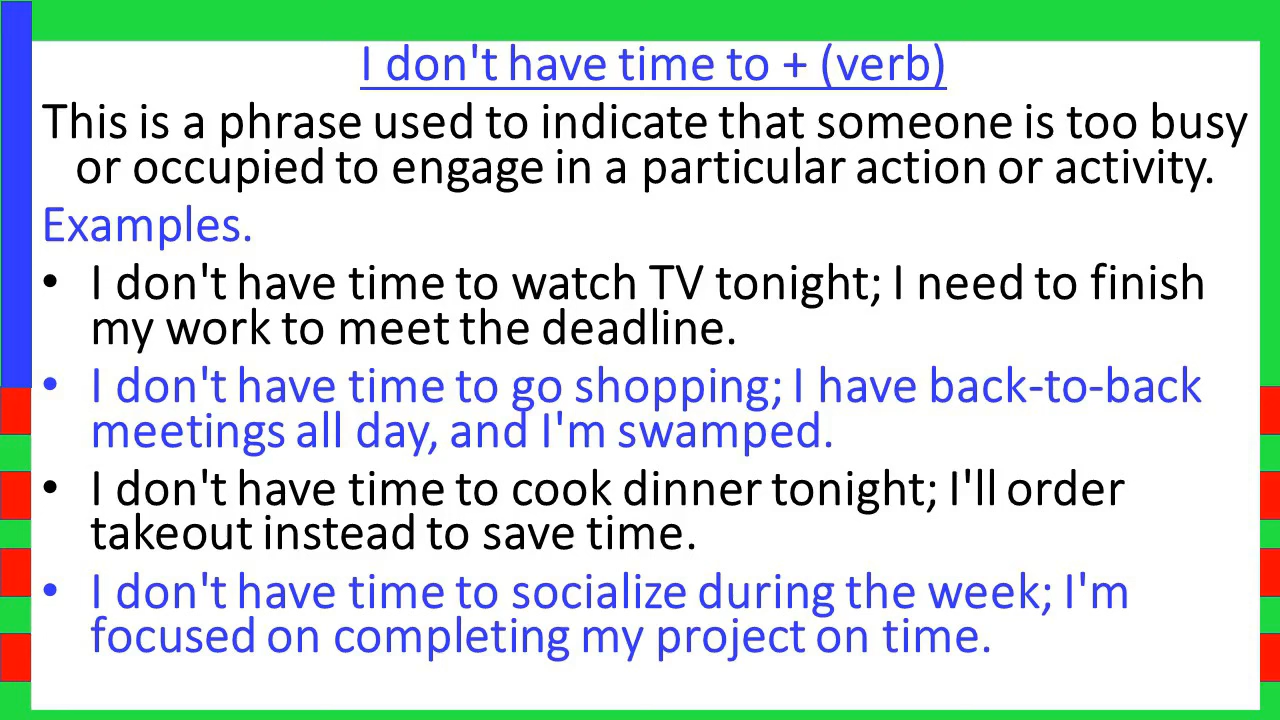 I don't have time to + (verb)
This is a phrase used to indicate that someone is too busy
or occupied to engage in a particular action or activity.
Examples.
• I don't have time to watch TV tonight; I need to finish
my work to meet the deadline.
• I don't have time to go shopping; I have back-to-back
meetings all day, and I'm swamped.
• I don't have time to cook dinner tonight; I'll order
takeout instead to save time.
• I don't have time to socialize during the week; I'm
focused on completing my project on time.